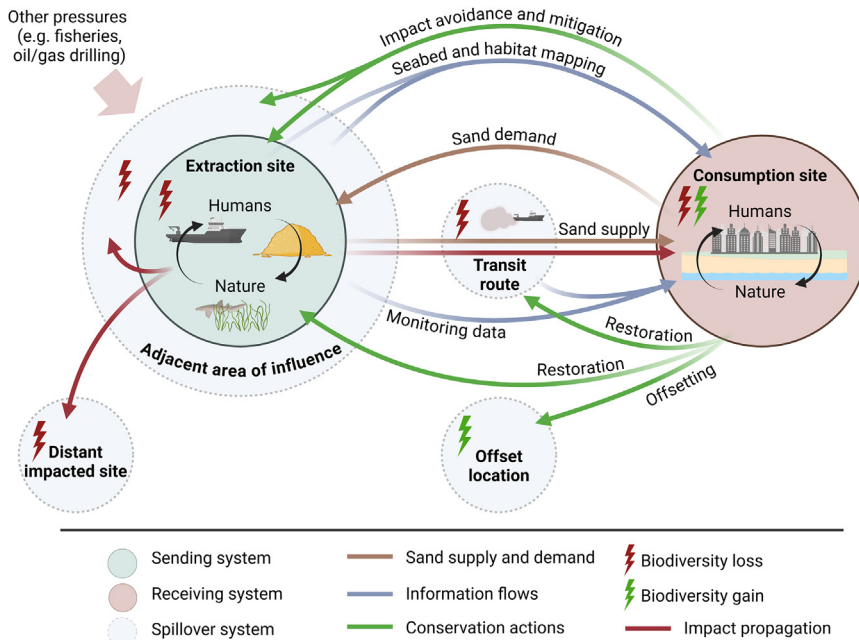 Other pressures
(e.g. fisheries,
oil/gas drilling)
Impact avoidance and mitigation
Seabed and habitat mapping
Sand demand
Extraction site
Humans
Nature
Adjacent area of influence
Sand supply
Transit
route
Monitoring data
Consumption site
Humans
Nature
Restoration
Restoration
Offsetting
Distant
impacted site
Offset
location
Sending system
Sand supply and demand
Biodiversity loss
Receiving system
Information flows
Biodiversity gain
Spillover system
Conservation actions
Impact propagation